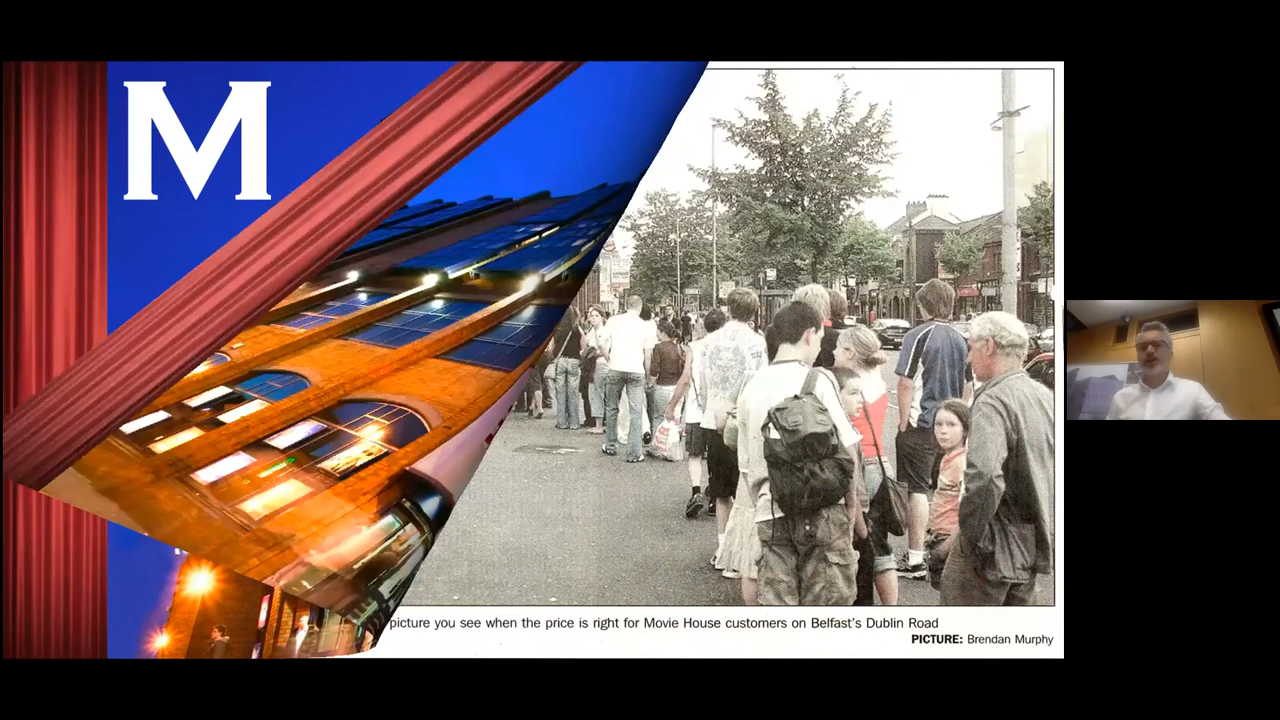 M
picture you see when the price is right for Movie House customers on Belfast's Dublin Road
PICTURE: Brendan Murphy